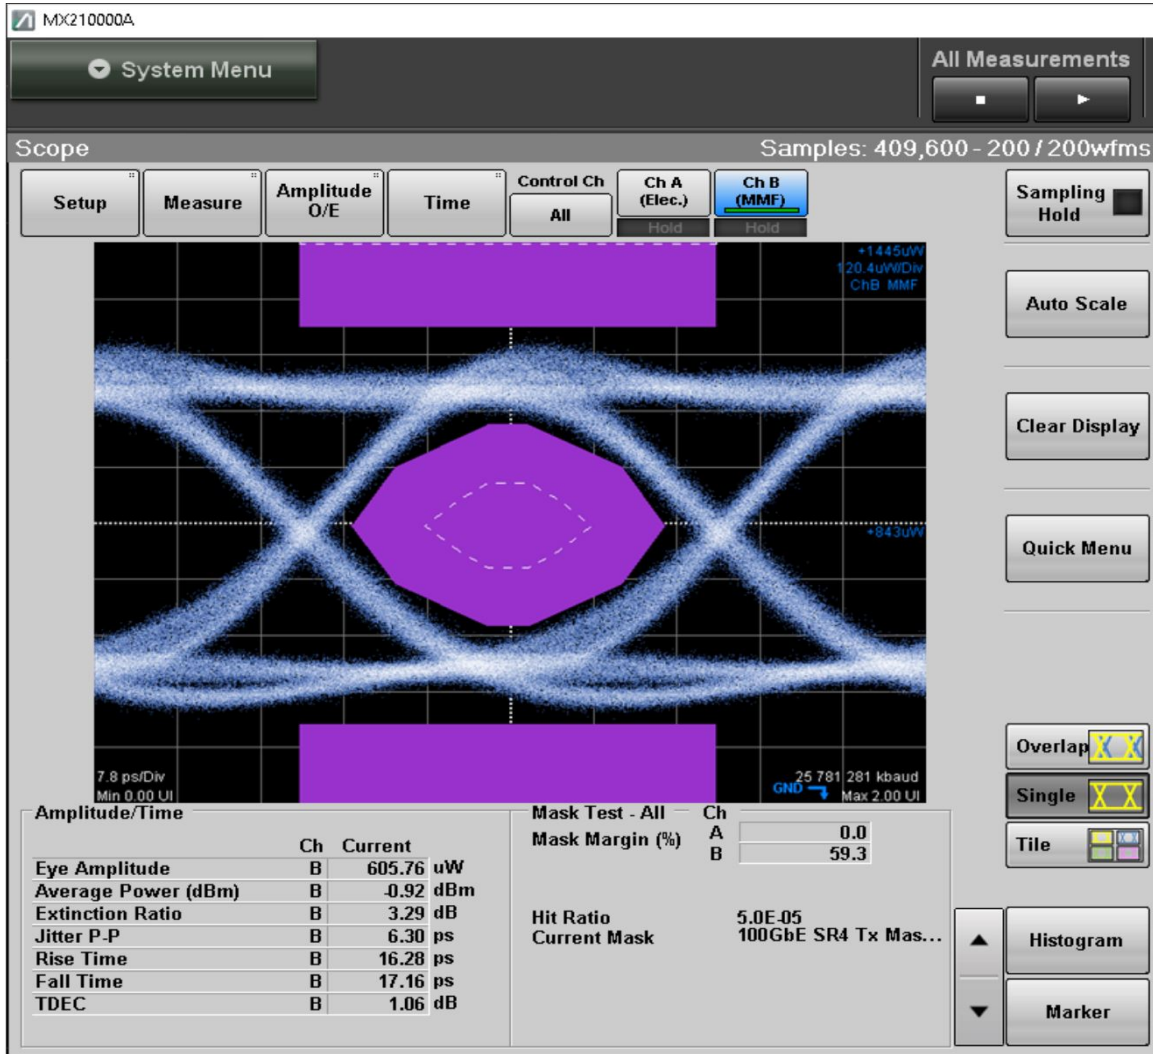 MX210000A
System Menu
All Measurements
Scope
Samples: 409,600 - 200 / 200wfms
Setup
Measure
Amplitude
O/E
Time
Control Ch
All
Ch A
(Elec.)
Hold
Ch B
(MMF)
Hold
Sampling
Hold
+1445uW
120.4uW/Div
ChB MMF
Auto Scale
Clear Display
+843uW
Quick Menu
7.8 ps/Div
Min 0.00 UI
25 781 281 kbaud
GND
Max 2.00 UI
Overlap
Single
Tile
Amplitude/Time
Ch Current
Eye Amplitude B 605.76 uW
Average Power (dBm) B -0.92 dBm
Extinction Ratio B 3.29 dB
Jitter P-P B 6.30 ps
Rise Time B 16.28 ps
Fall Time B 17.16 ps
TDEC B 1.06 dB
Mask Test - All Ch
Mask Margin (%) A 0.0
B 59.3
Hit Ratio 5.0E-05
Current Mask 100GbE SR4 Tx Mas...
Histogram
Marker